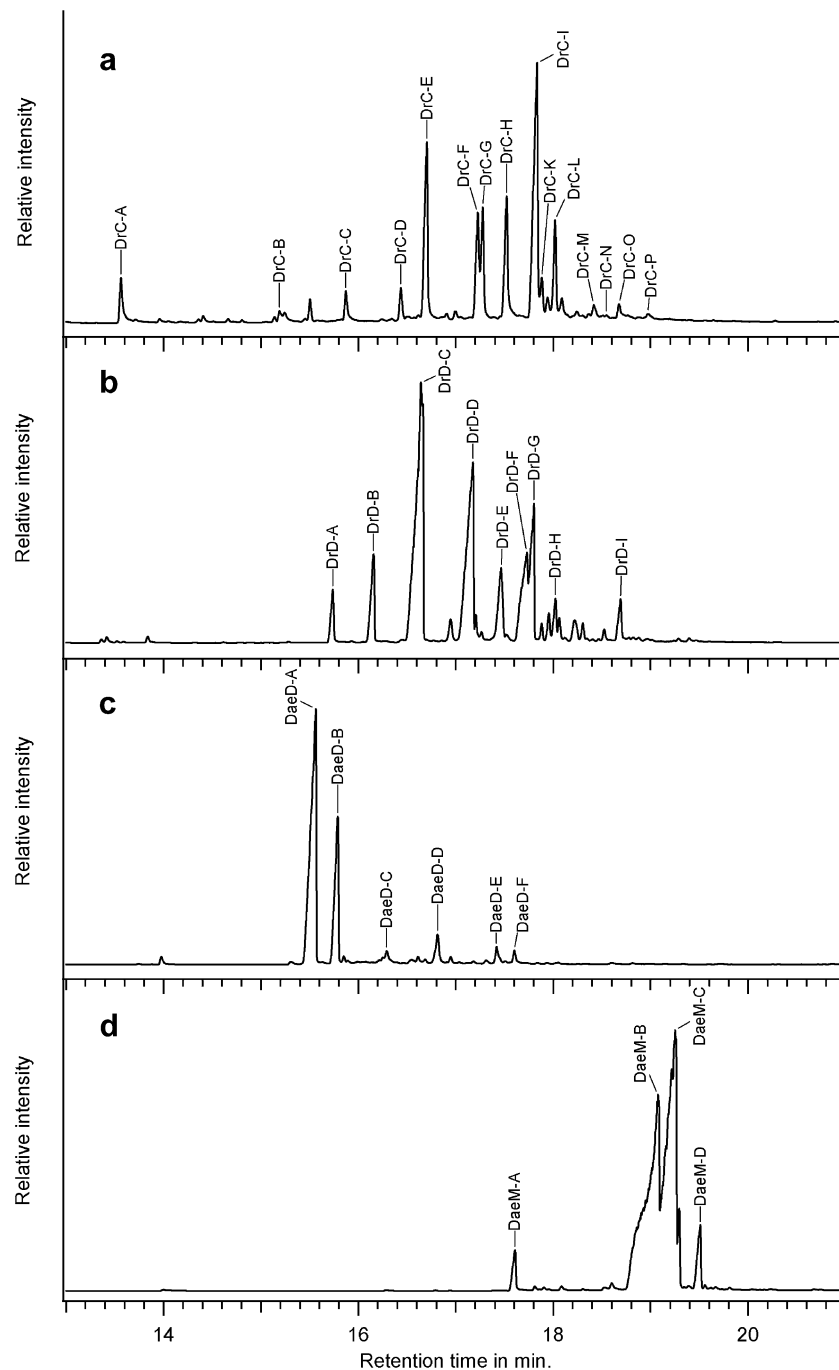 a
Relative intensity
DrC-A
DrC-B
DrC-C
DrC-D
DrC-E
DrC-F
DrC-G
DrC-H
DrC-I
DrC-K
DrC-L
DrC-M
DrC-N
DrC-O
DrC-P
b
Relative intensity
DrD-A
DrD-B
DrD-C
DrD-D
DrD-E
DrD-F
DrD-G
DrD-H
DrD-I
c
Relative intensity
DaeD-A
DaeD-B
DaeD-C
DaeD-D
DaeD-E
DaeD-F
d
Relative intensity
DaeM-A
DaeM-B
DaeM-C
DaeM-D
14 16 18 20
Retention time in min.